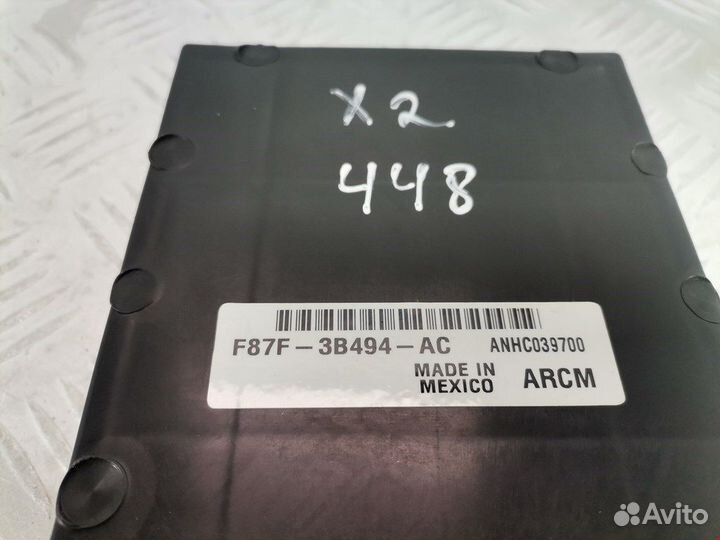 X2
448
F87F-3B494-AC ANHC039700
MADE IN
MEXICO ARCM
Avito